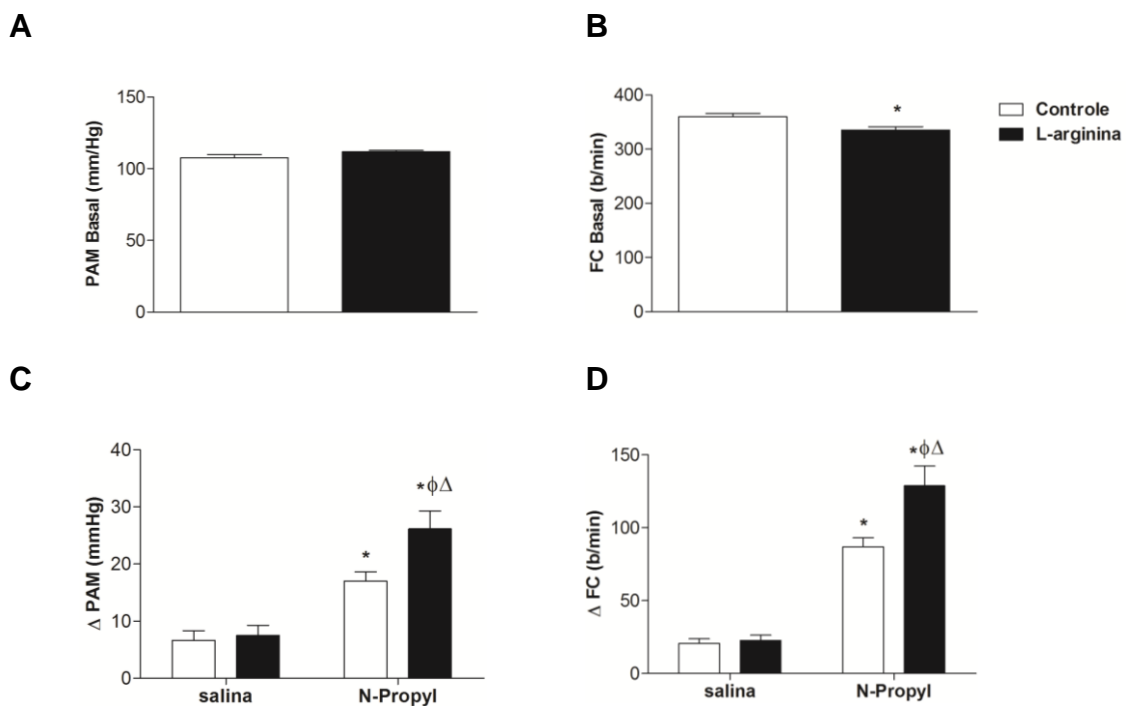 A
B
PAM Basal (mm/Hg)
150
100
50
0
FC Basal (b/min)
400
300
200
100
0
*
Controle
L-arginina
C
D
Δ PAM (mmHg)
40
30
20
10
0
*
*ϕΔ
salina
N-Propyl
Δ FC (b/min)
150
100
50
0
*
*ϕΔ
salina
N-Propyl